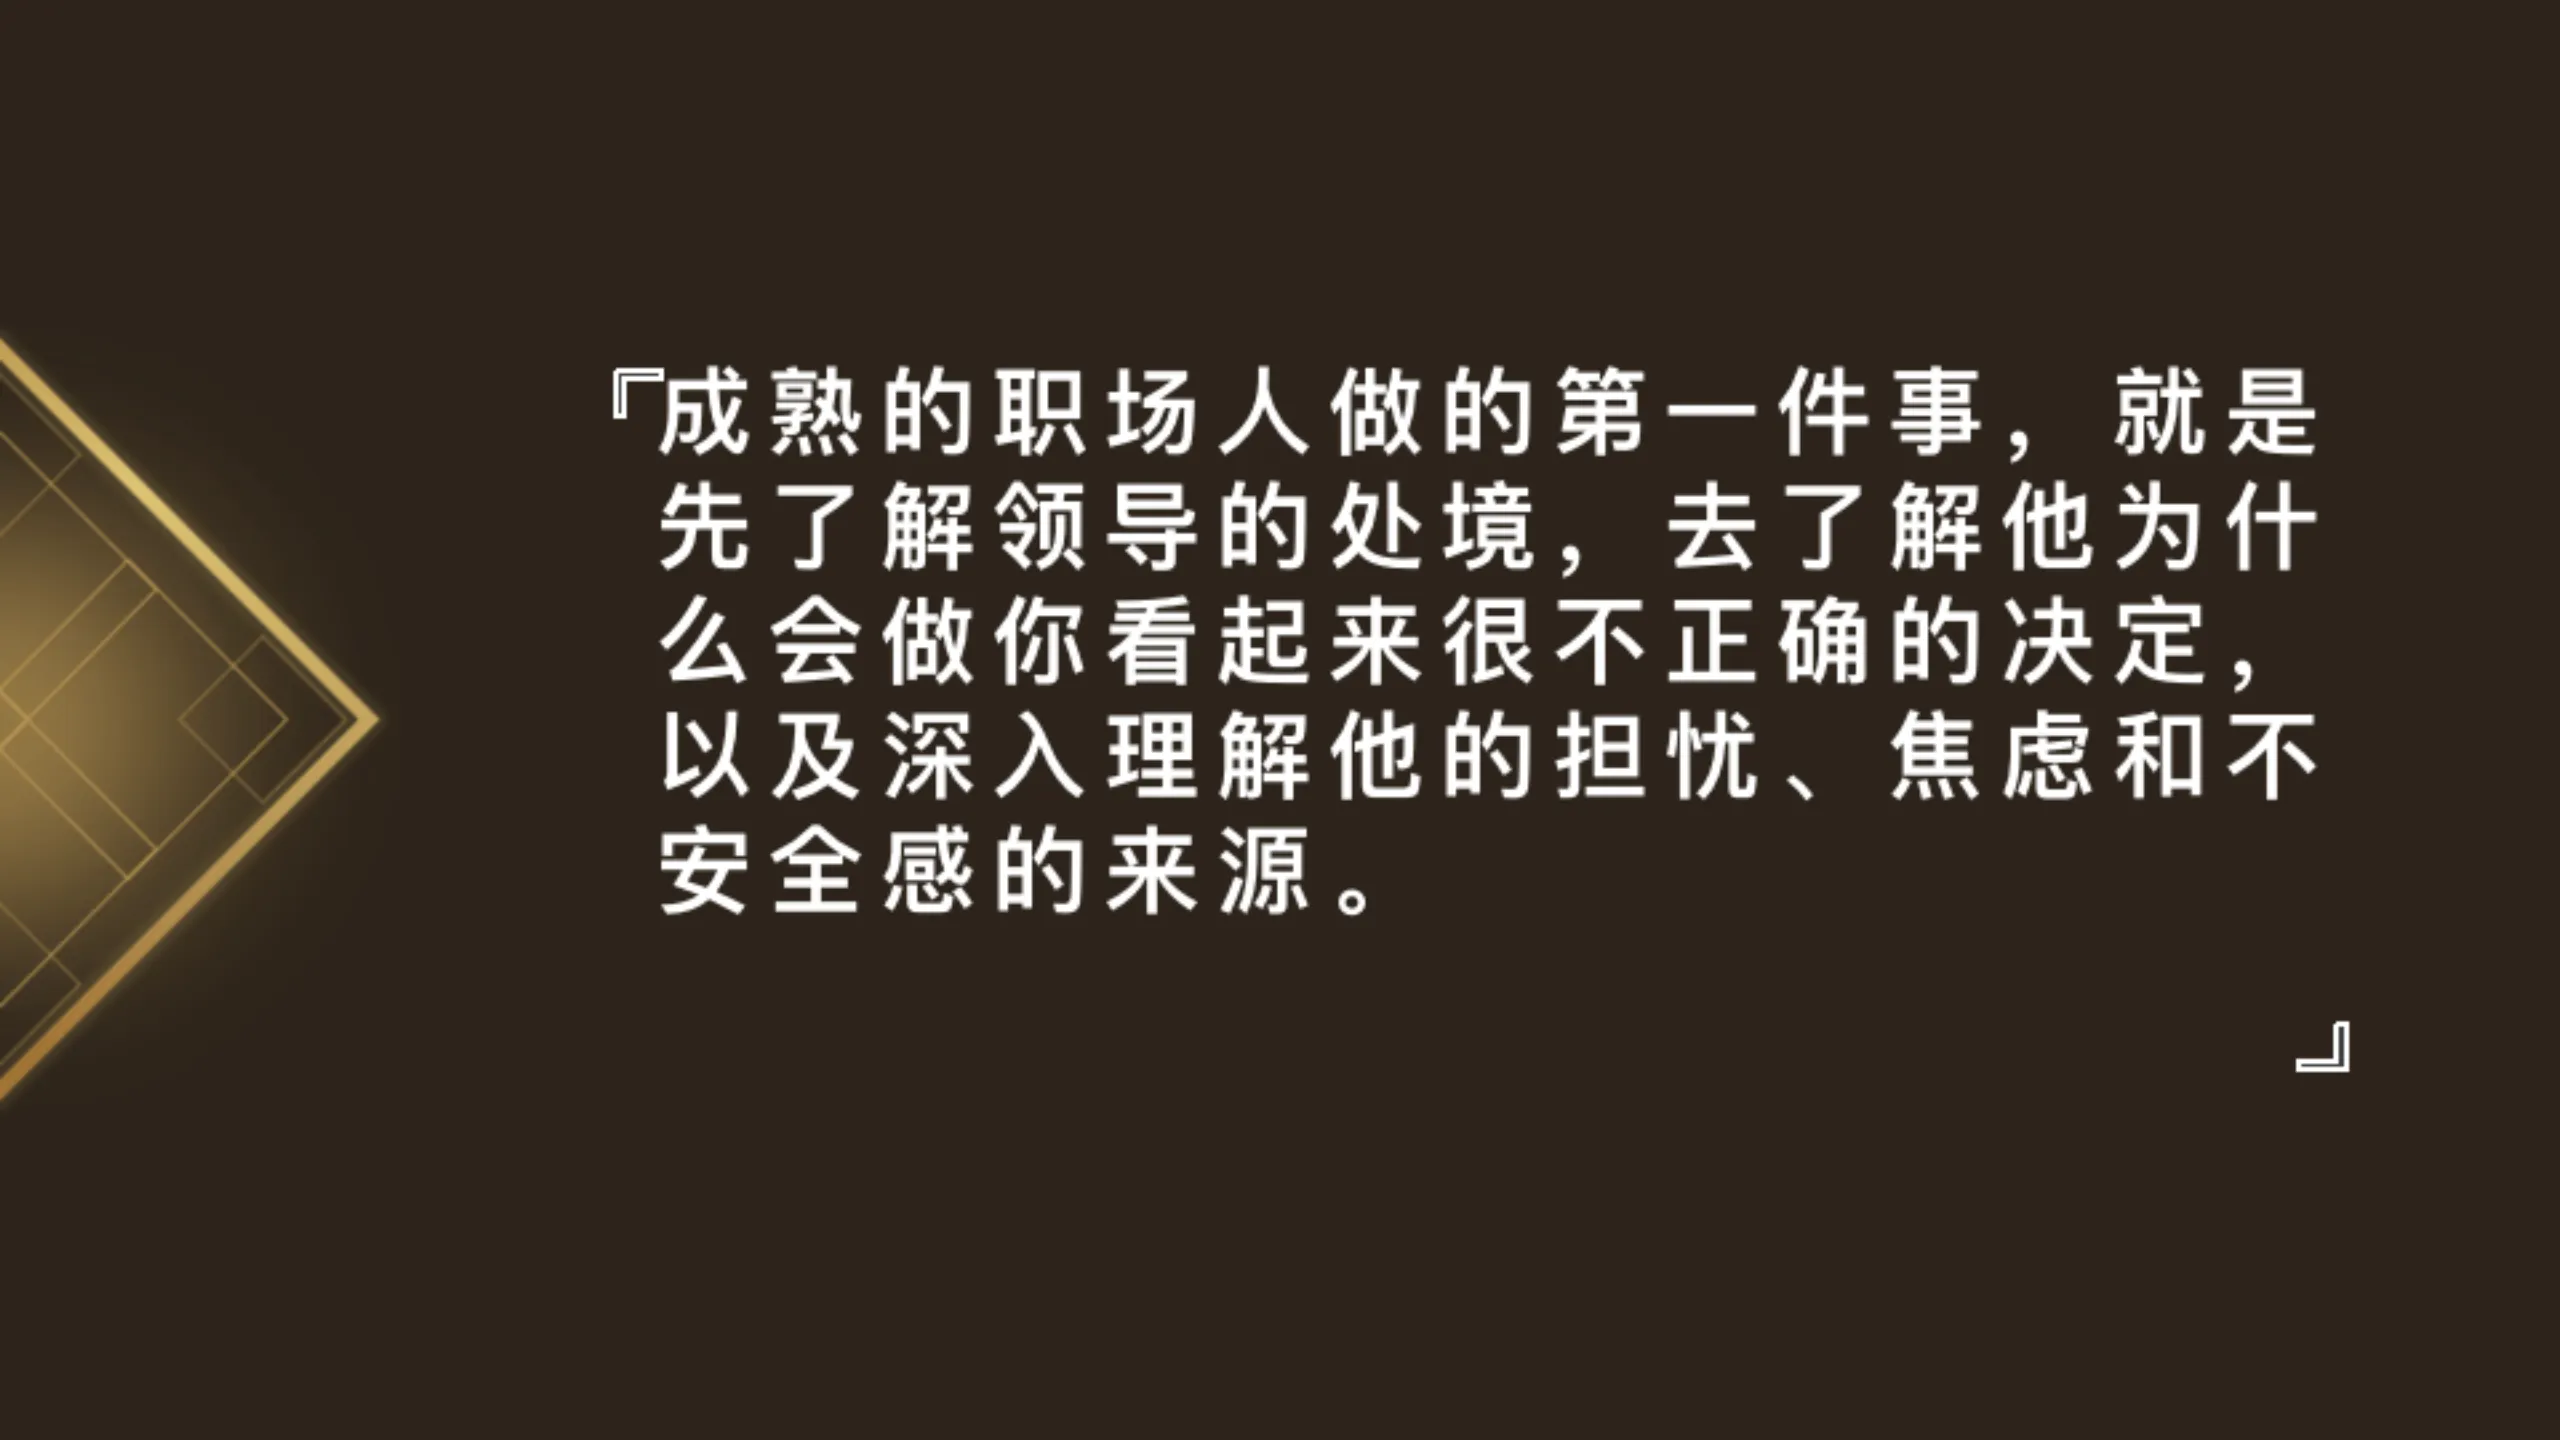 『成熟的职场人做的第一件事，就是
先了解领导的处境，去了解他为什
么会做你看起来很不正确的决定，
以及深入理解他的担忧、焦虑和不
安全感的来源。
』